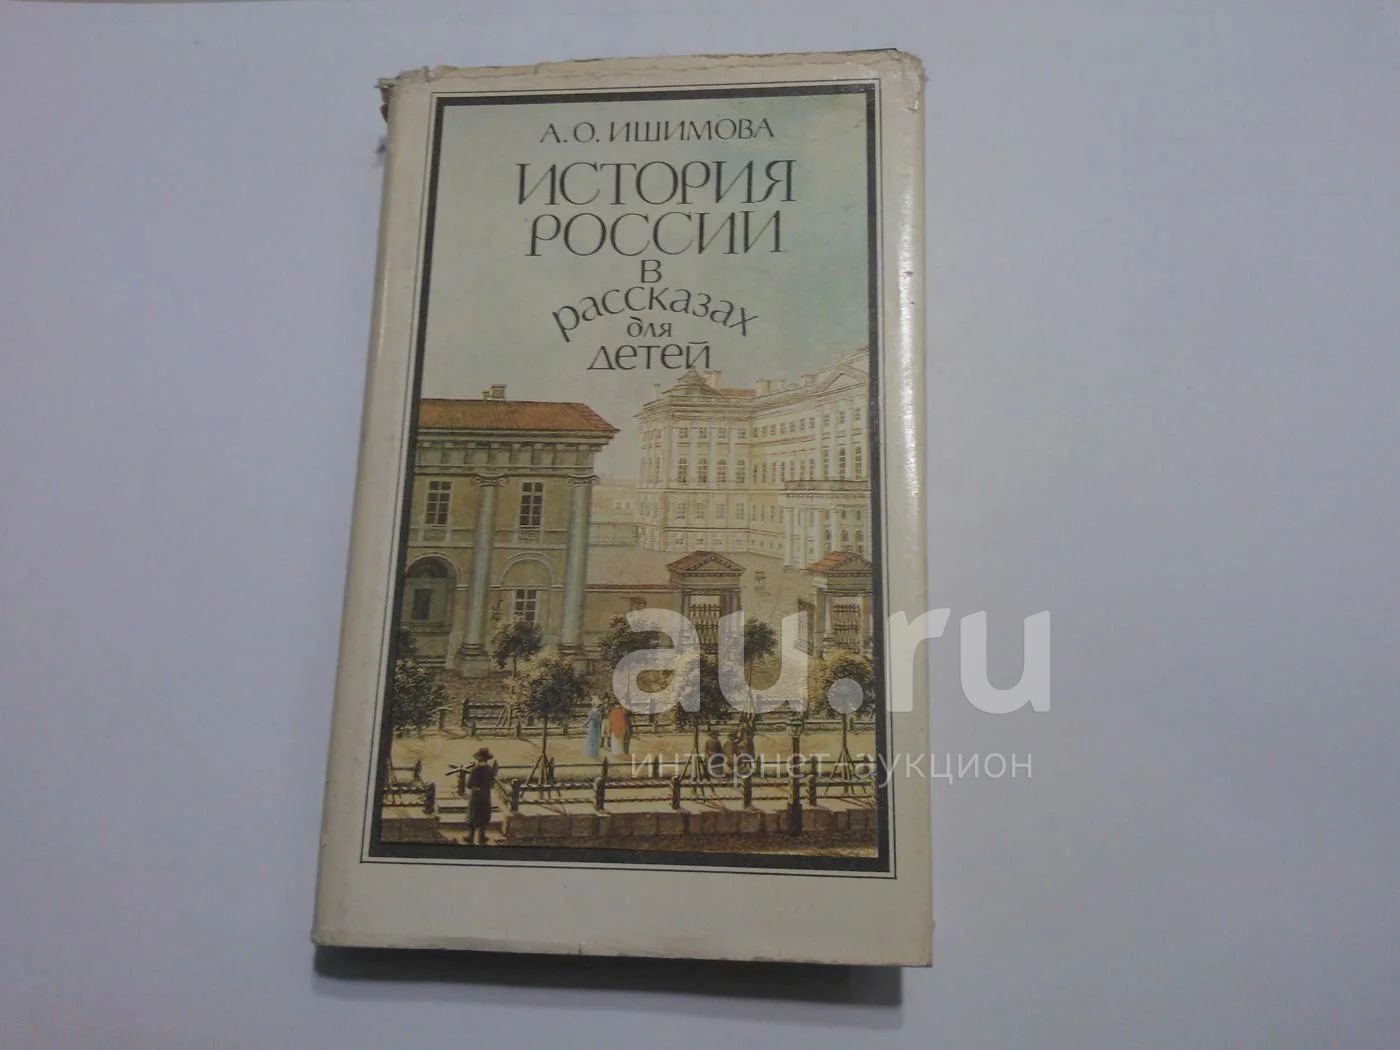 А. О. ИШИМОВА
ИСТОРИЯ
РОССИИ
В
рассказах
для
детей
au.ru
интернет-аукцион